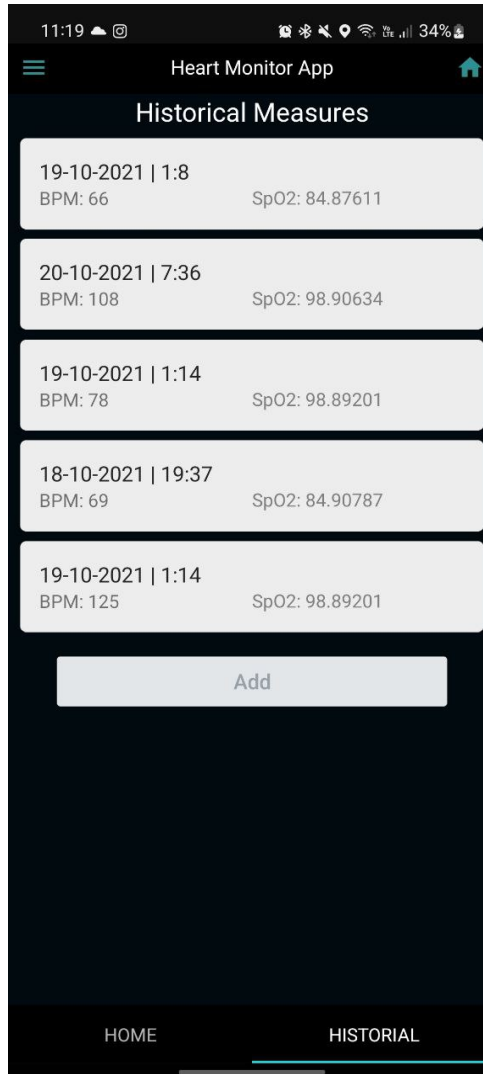 11:19 34%
Heart Monitor App
Historical Measures
19-10-2021 | 1:8
BPM: 66 SpO2: 84.87611
20-10-2021 | 7:36
BPM: 108 SpO2: 98.90634
19-10-2021 | 1:14
BPM: 78 SpO2: 98.89201
18-10-2021 | 19:37
BPM: 69 SpO2: 84.90787
19-10-2021 | 1:14
BPM: 125 SpO2: 98.89201
Add
HOME HISTORIAL